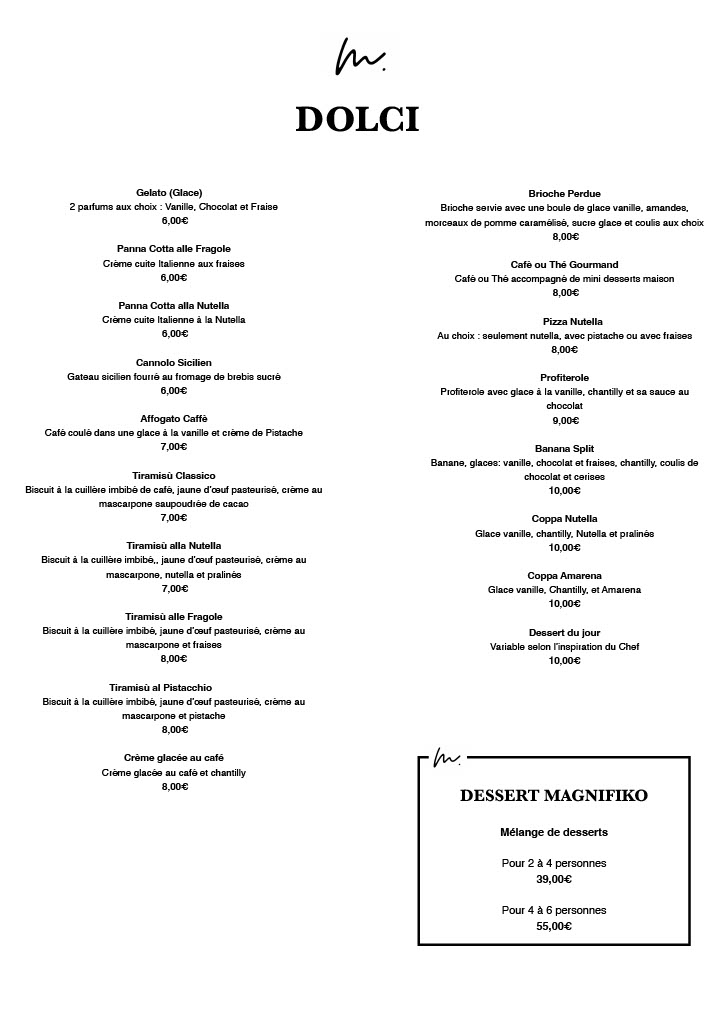 m.
DOLCI
Gelato (Glace)
2 parfums aux choix : Vanille, Chocolat et Fraise
6,00€
Panna Cotta alle Fragole
Crème cuite Italienne aux fraises
6,00€
Panna Cotta alla Nutella
Crème cuite Italienne à la Nutella
6,00€
Cannolo Sicilien
Gateau sicilien fourré au fromage de brebis sucré
6,00€
Affogato Caffè
Café coulé dans une glace à la vanille et crème de Pistache
7,00€
Tiramisù Classico
Biscuit à la cuillère imbibé de café, jaune d'œuf pasteurisé, crème au
mascarpone saupoudrée de cacao
7,00€
Tiramisù alla Nutella
Biscuit à la cuillère imbibé,, jaune d'œuf pasteurisé, crème au
mascarpone, nutella et pralinés
7,00€
Tiramisù alle Fragole
Biscuit à la cuillère imbibé, jaune d'œuf pasteurisé, crème au
mascarpone et fraises
8,00€
Tiramisù al Pistacchio
Biscuit à la cuillère imbibé, jaune d'œuf pasteurisé, crème au
mascarpone et pistache
8,00€
Crème glacée au café
Crème glacée au café et chantilly
8,00€
Brioche Perdue
Brioche servie avec une boule de glace vanille, amandes,
morceaux de pomme caramélisé, sucre glace et coulis aux choix
8,00€
Café ou Thé Gourmand
Café ou Thé accompagné de mini desserts maison
8,00€
Pizza Nutella
Au choix : seulement nutella, avec pistache ou avec fraises
8,00€
Profiterole
Profiterole avec glace à la vanille, chantilly et sa sauce au
chocolat
9,00€
Banana Split
Banane, glaces: vanille, chocolat et fraises, chantilly, coulis de
chocolat et cerises
10,00€
Coppa Nutella
Glace vanille, chantilly, Nutella et pralinés
10,00€
Coppa Amarena
Glace vanille, Chantilly, et Amarena
10,00€
Dessert du jour
Variable selon l'inspiration du Chef
10,00€
m.
DESSERT MAGNIFIKO
Mélange de desserts
Pour 2 à 4 personnes
39,00€
Pour 4 à 6 personnes
55,00€